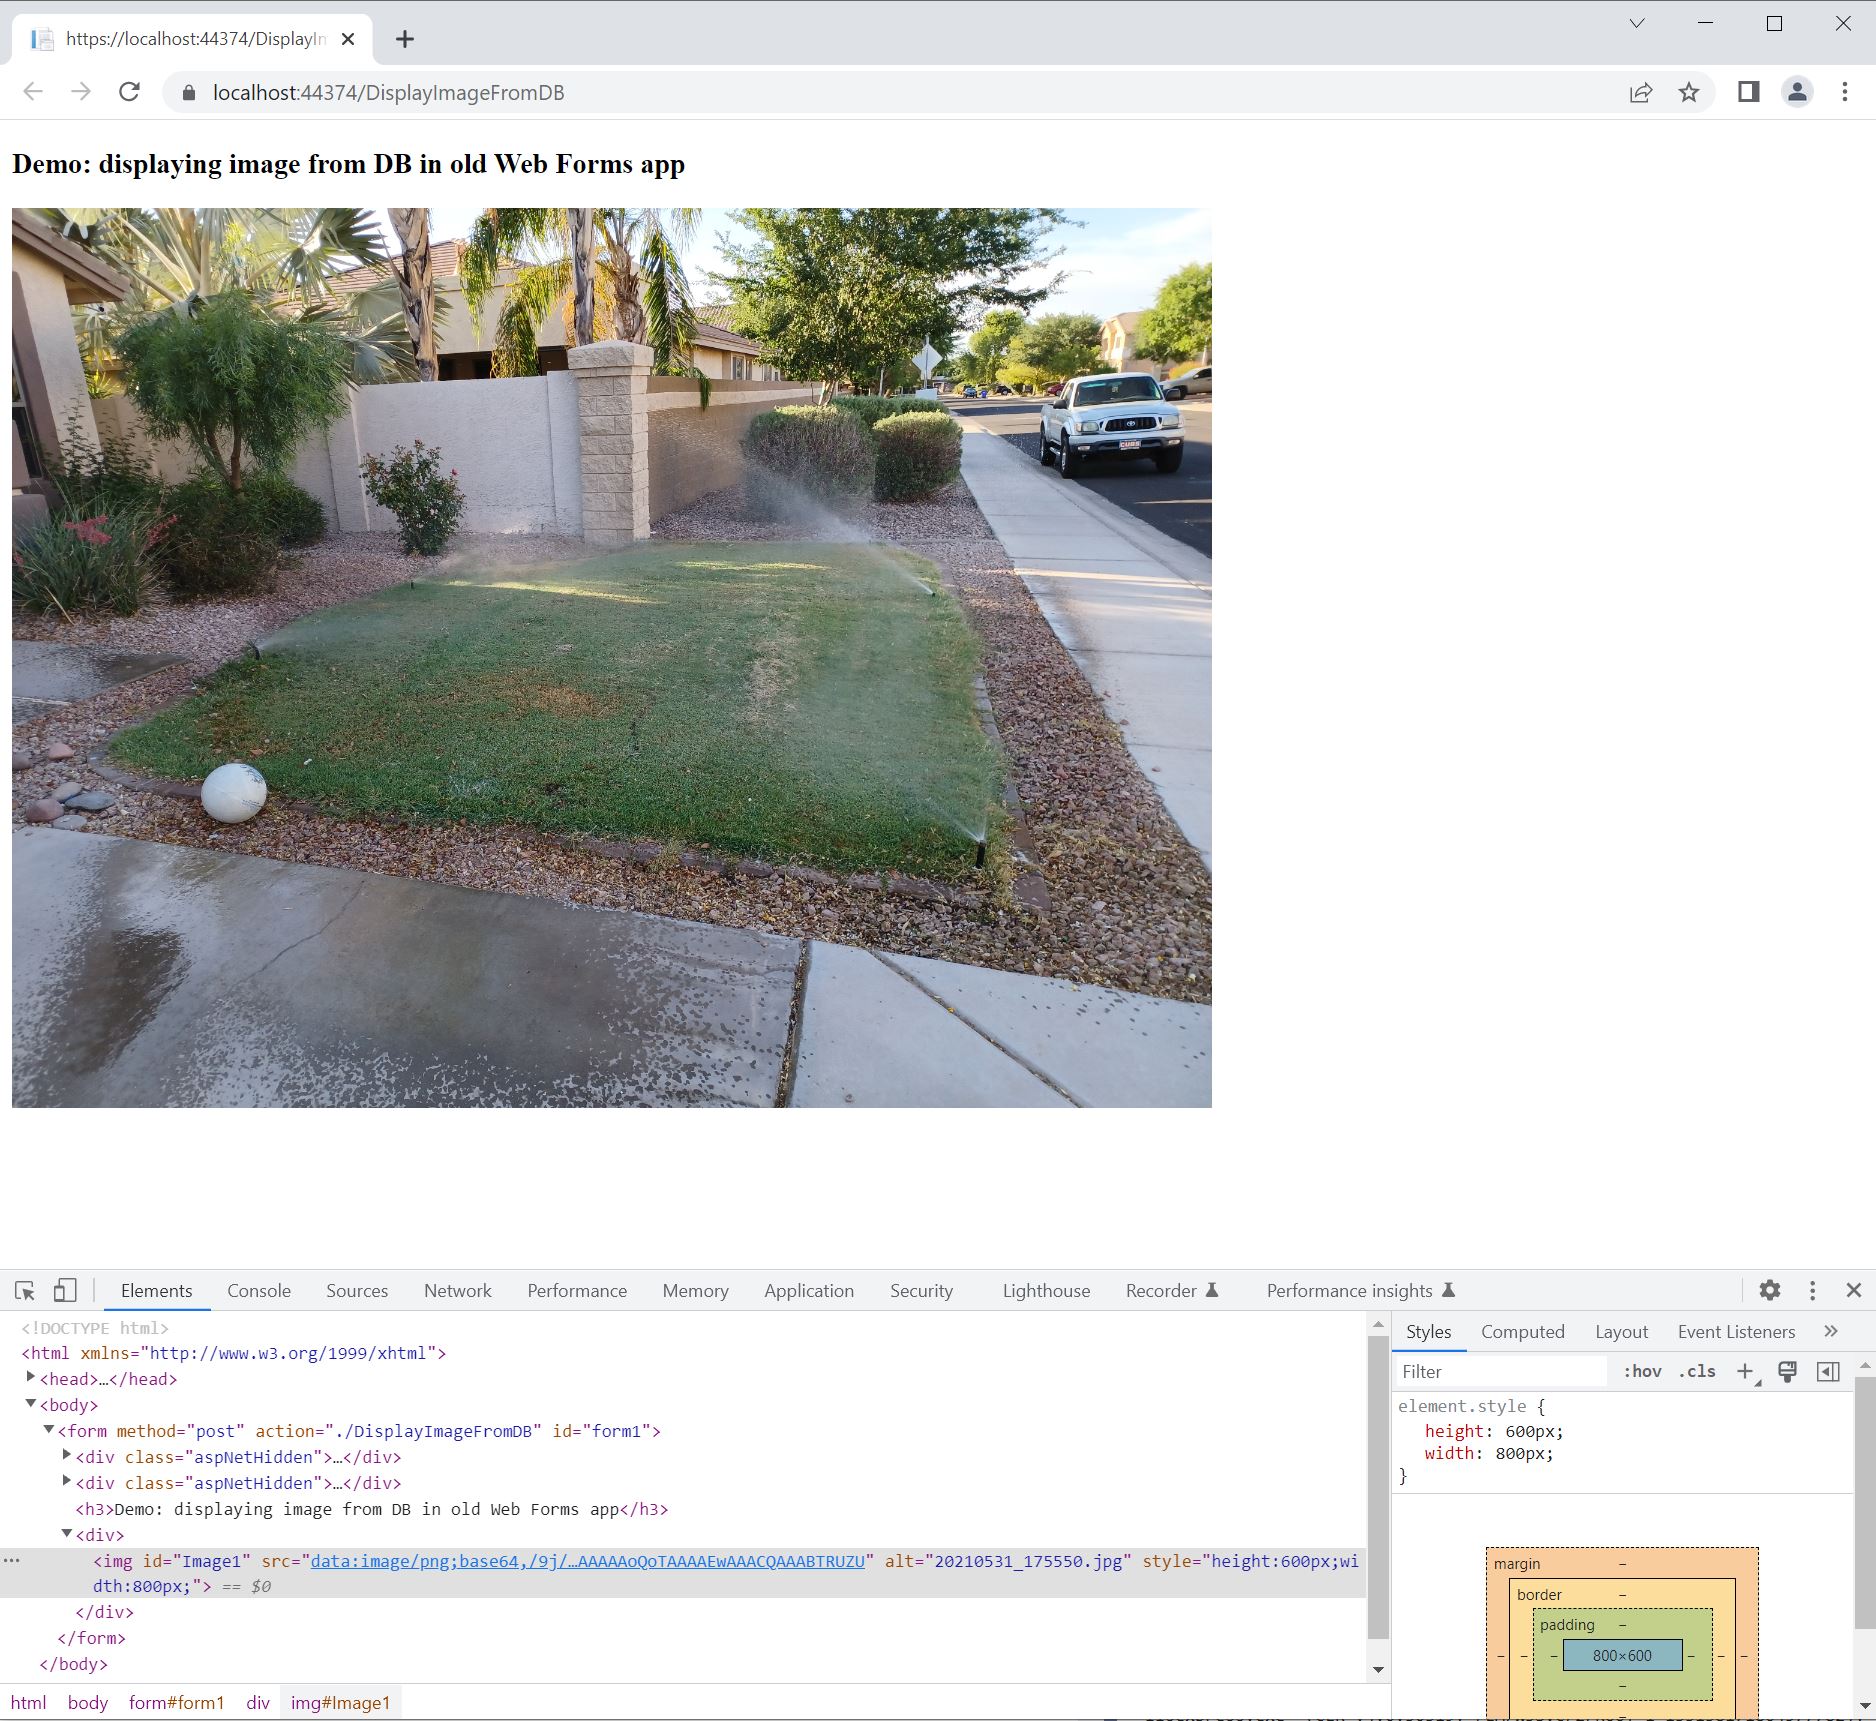 https://localhost:44374/DisplayIn
localhost:44374/DisplayImageFromDB
Demo: displaying image from DB in old Web Forms app
CUBS
Elements Console Sources Network Performance Memory Application Security Lighthouse Recorder Performance insights
<!DOCTYPE html>
<html xmlns="http://www.w3.org/1999/xhtml">
<head>…</head>
<body>
<form method="post" action="./DisplayImageFromDB" id="form1">
<div class="aspNetHidden">…</div>
<div class="aspNetHidden">…</div>
<h3>Demo: displaying image from DB in old Web Forms app</h3>
<div>
<img id="Image1" src="data:image/png;base64,/9j/…AAAAAoQoTAAAAEwAAACQAAABTRUZU" alt="20210531_175550.jpg" style="height:600px;wi
dth:800px;"> == $0
</div>
</form>
</body>
html body form#form1 div img#Image1
Styles Computed Layout Event Listeners »
Filter :hov .cls +
element.style {
height: 600px;
width: 800px;
}
margin –
border –
padding –
– – – 800×600 – – –
–
–